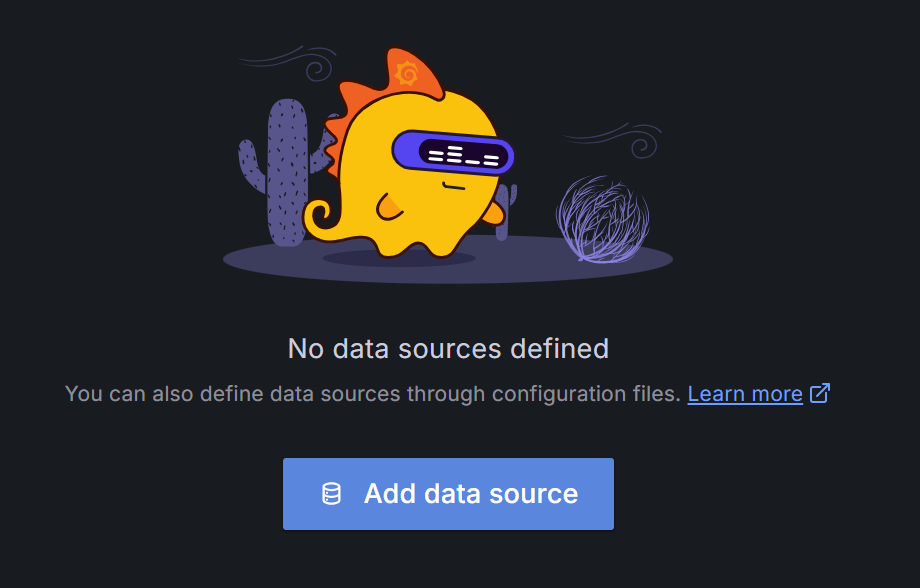 No data sources defined
You can also define data sources through configuration files. Learn more
Add data source